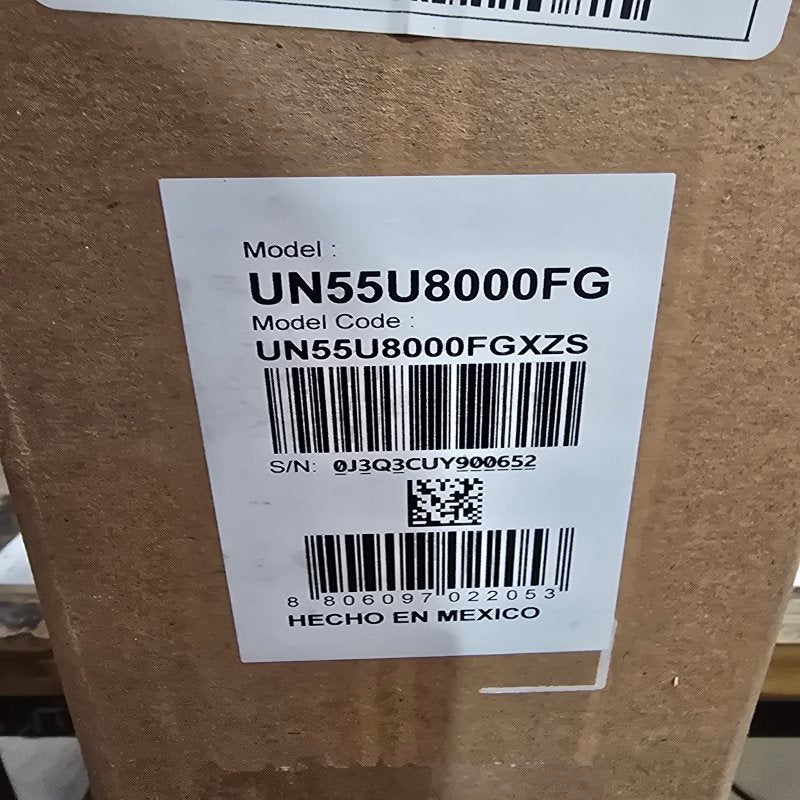 Model :
UN55U8000FG
Model Code :
UN55U8000FGXZS
S/N: 0J3Q3CUY900652
8 806097 022053
HECHO EN MEXICO